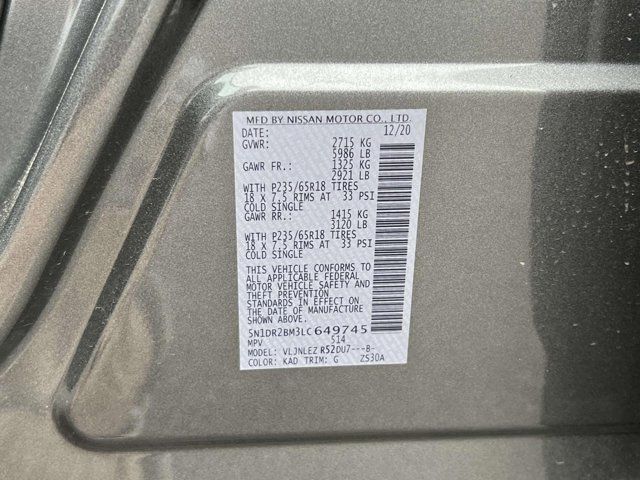 MFD BY NISSAN MOTOR CO., LTD.
DATE: 12/20
GVWR: 2715 KG
5986 LB
GAWR FR.: 1325 KG
2921 LB
WITH P235/65R18 TIRES
18 X 7.5 RIMS AT 33 PSI
COLD SINGLE
GAWR RR.: 1415 KG
3120 LB
WITH P235/65R18 TIRES
18 X 7.5 RIMS AT 33 PSI
COLD SINGLE
THIS VEHICLE CONFORMS TO
ALL APPLICABLE FEDERAL
MOTOR VEHICLE SAFETY AND
THEFT PREVENTION
STANDARDS IN EFFECT ON THE
DATE OF MANUFACTURE
5N1DR2BM3LC649745
MPV 514
MODEL: VLJNLEZ R52DU7---B-
COLOR: KAD TRIM: G ZS3DA